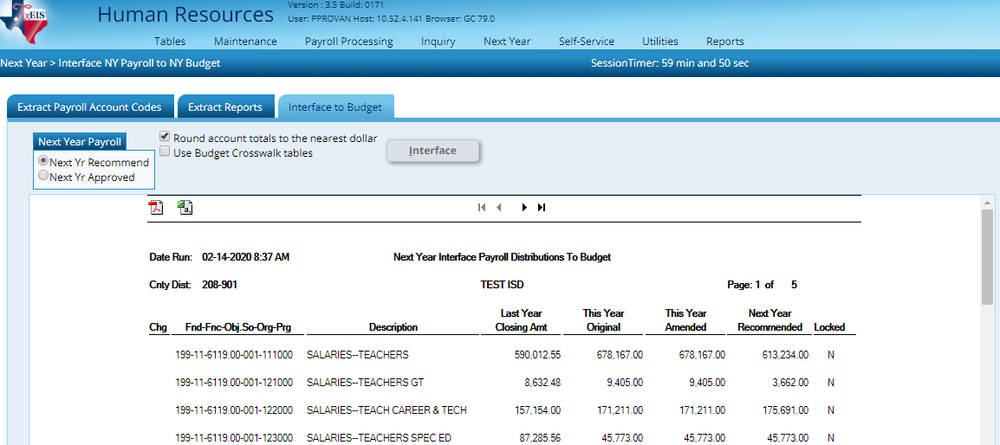 TxEIS
Human Resources
Version : 3.5 Build: 0171
User: PPROVAN Host: 10.52.4.141 Browser: GC 79.0
Tables Maintenance Payroll Processing Inquiry Next Year Self-Service Utilities Reports
Next Year > Interface NY Payroll to NY Budget SessionTimer: 59 min and 50 sec
Extract Payroll Account Codes Extract Reports Interface to Budget
Next Year Payroll
Next Yr Recommend
Next Yr Approved
Round account totals to the nearest dollar
Use Budget Crosswalk tables
Interface
Date Run: 02-14-2020 8:37 AM Next Year Interface Payroll Distributions To Budget
Cnty Dist: 208-901 TEST ISD Page: 1 of 5
Last Year This Year This Year Next Year
Chg Fnd-Fnc-Obj.So-Org-Prg Description Closing Amt Original Amended Recommended Locked
199-11-6119.00-001-111000 SALARIES--TEACHERS 590,012.55 678,167.00 678,167.00 613,234.00 N
199-11-6119.00-001-121000 SALARIES--TEACHERS GT 8,632.48 9,405.00 9,405.00 3,662.00 N
199-11-6119.00-001-122000 SALARIES--TEACH CAREER & TECH 157,154.00 171,211.00 171,211.00 175,691.00 N
199-11-6119.00-001-123000 SALARIES--TEACHERS SPEC ED 87,285.56 45,773.00 45,773.00 45,773.00 N